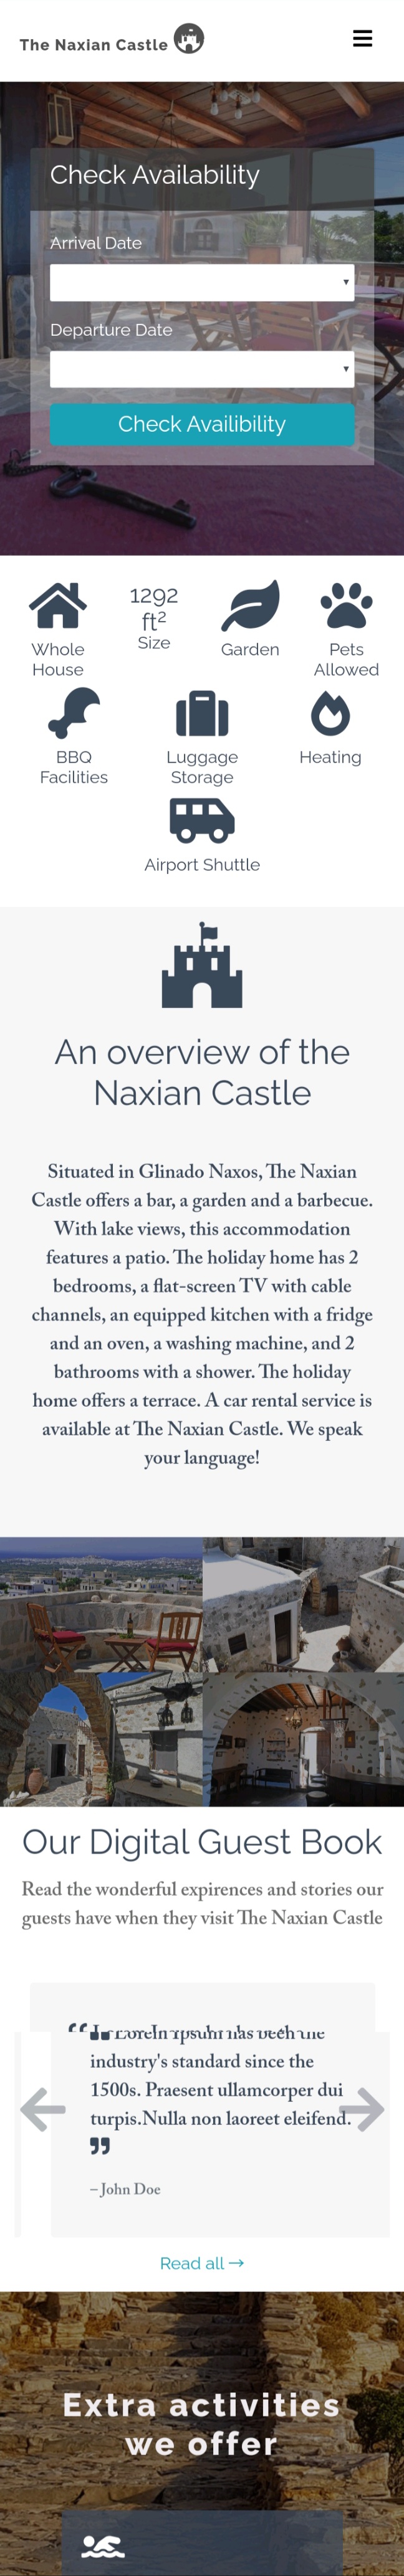 The Naxian Castle
Check Availability
Arrival Date
Departure Date
Check Availibility
Whole
House
1292
ft²
Size
Garden
Pets
Allowed
BBQ
Facilities
Luggage
Storage
Heating
Airport Shuttle
An overview of the
Naxian Castle
Situated in Glinado Naxos, The Naxian
Castle offers a bar, a garden and a barbecue.
With lake views, this accommodation
features a patio. The holiday home has 2
bedrooms, a flat-screen TV with cable
channels, an equipped kitchen with a fridge
and an oven, a washing machine, and 2
bathrooms with a shower. The holiday
home offers a terrace. A car rental service is
available at The Naxian Castle. We speak
your language!
Our Digital Guest Book
Read the wonderful expirences and stories our
guests have when they visit The Naxian Castle
industry's standard since the
1500s. Praesent ullamcorper dui
turpis.Nulla non laoreet eleifend.
”
– John Doe
Read all →
Extra activities
we offer